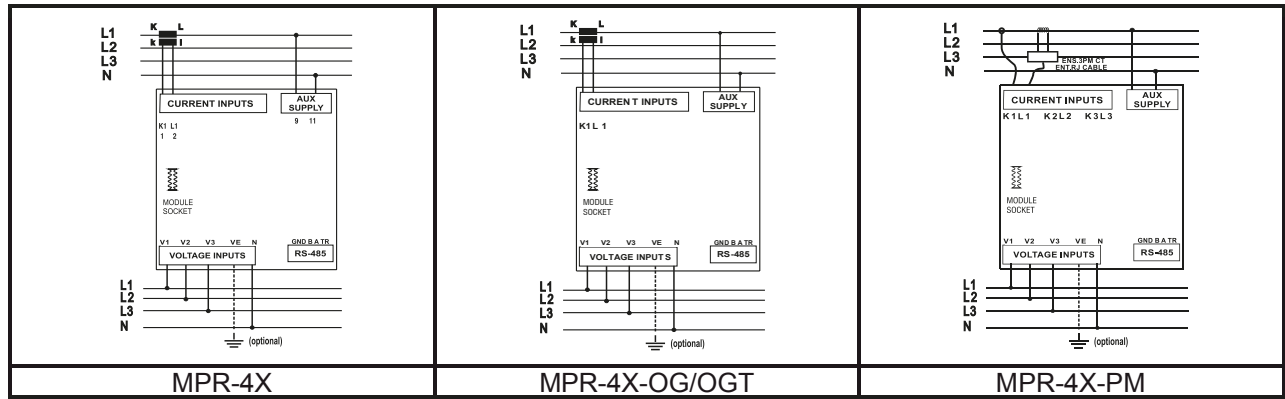 K L
L1
k l
L2
L3
N
CURRENT INPUTS
AUX
SUPPLY
9 11
K1 L1
1 2
MODULE
SOCKET
V1 V2 V3 VE N
GND B A TR
VOLTAGE INPUTS
RS-485
L1
L2
L3
N
(optional)
MPR-4X
K L
L1
k l
L2
L3
N
CURREN T INPUTS
AUX
SUPPLY
K1L 1
MODULE
SOCKET
V1 V2 V3 VE N
GND B A TR
VOLTAGE INPUT S
RS-485
L1
L2
L3
N
(optional)
MPR-4X-OG/OGT
L1
L2
L3
ENS.3PM CT
N
ENT.RJ CABLE
CURRENT INPUTS
AUX
SUPPLY
K1L1 K2L2 K3L3
MODULE
SOCKET
V1 V2 V3 VE N
GND B A TR
VOLTAGE INPUTS
RS-485
L1
L2
L3
N
(optional)
MPR-4X-PM